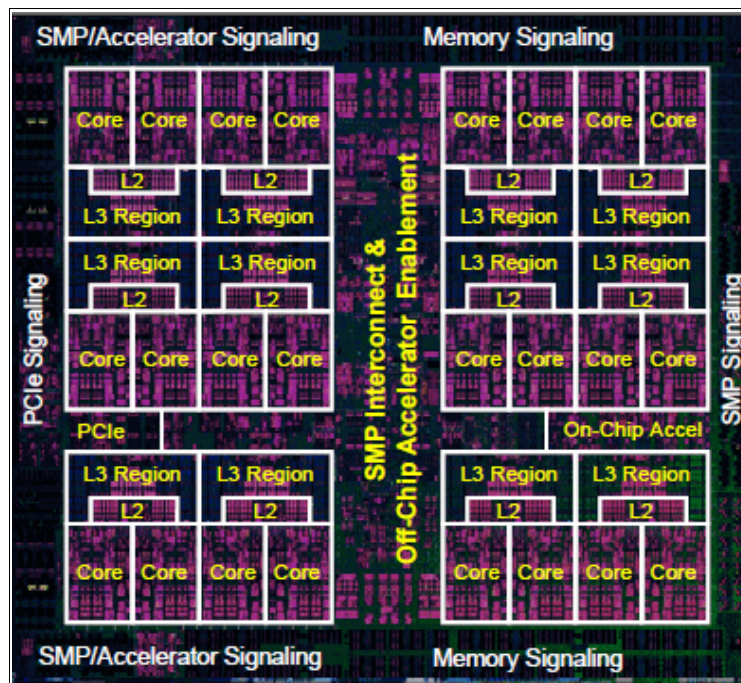 SMP/Accelerator Signaling Memory Signaling
Core Core Core Core Core Core Core Core
L2 L2 L2 L2
L3 Region L3 Region L3 Region L3 Region
L3 Region L3 Region L3 Region L3 Region
L2 L2 L2 L2
Core Core Core Core Core Core Core Core
PCIe On-Chip Accel
L3 Region L3 Region L3 Region L3 Region
L2 L2 L2 L2
Core Core Core Core Core Core Core Core
SMP/Accelerator Signaling Memory Signaling
PCIe Signaling
SMP Interconnect &
Off-Chip Accelerator Enablement
SMP Signaling